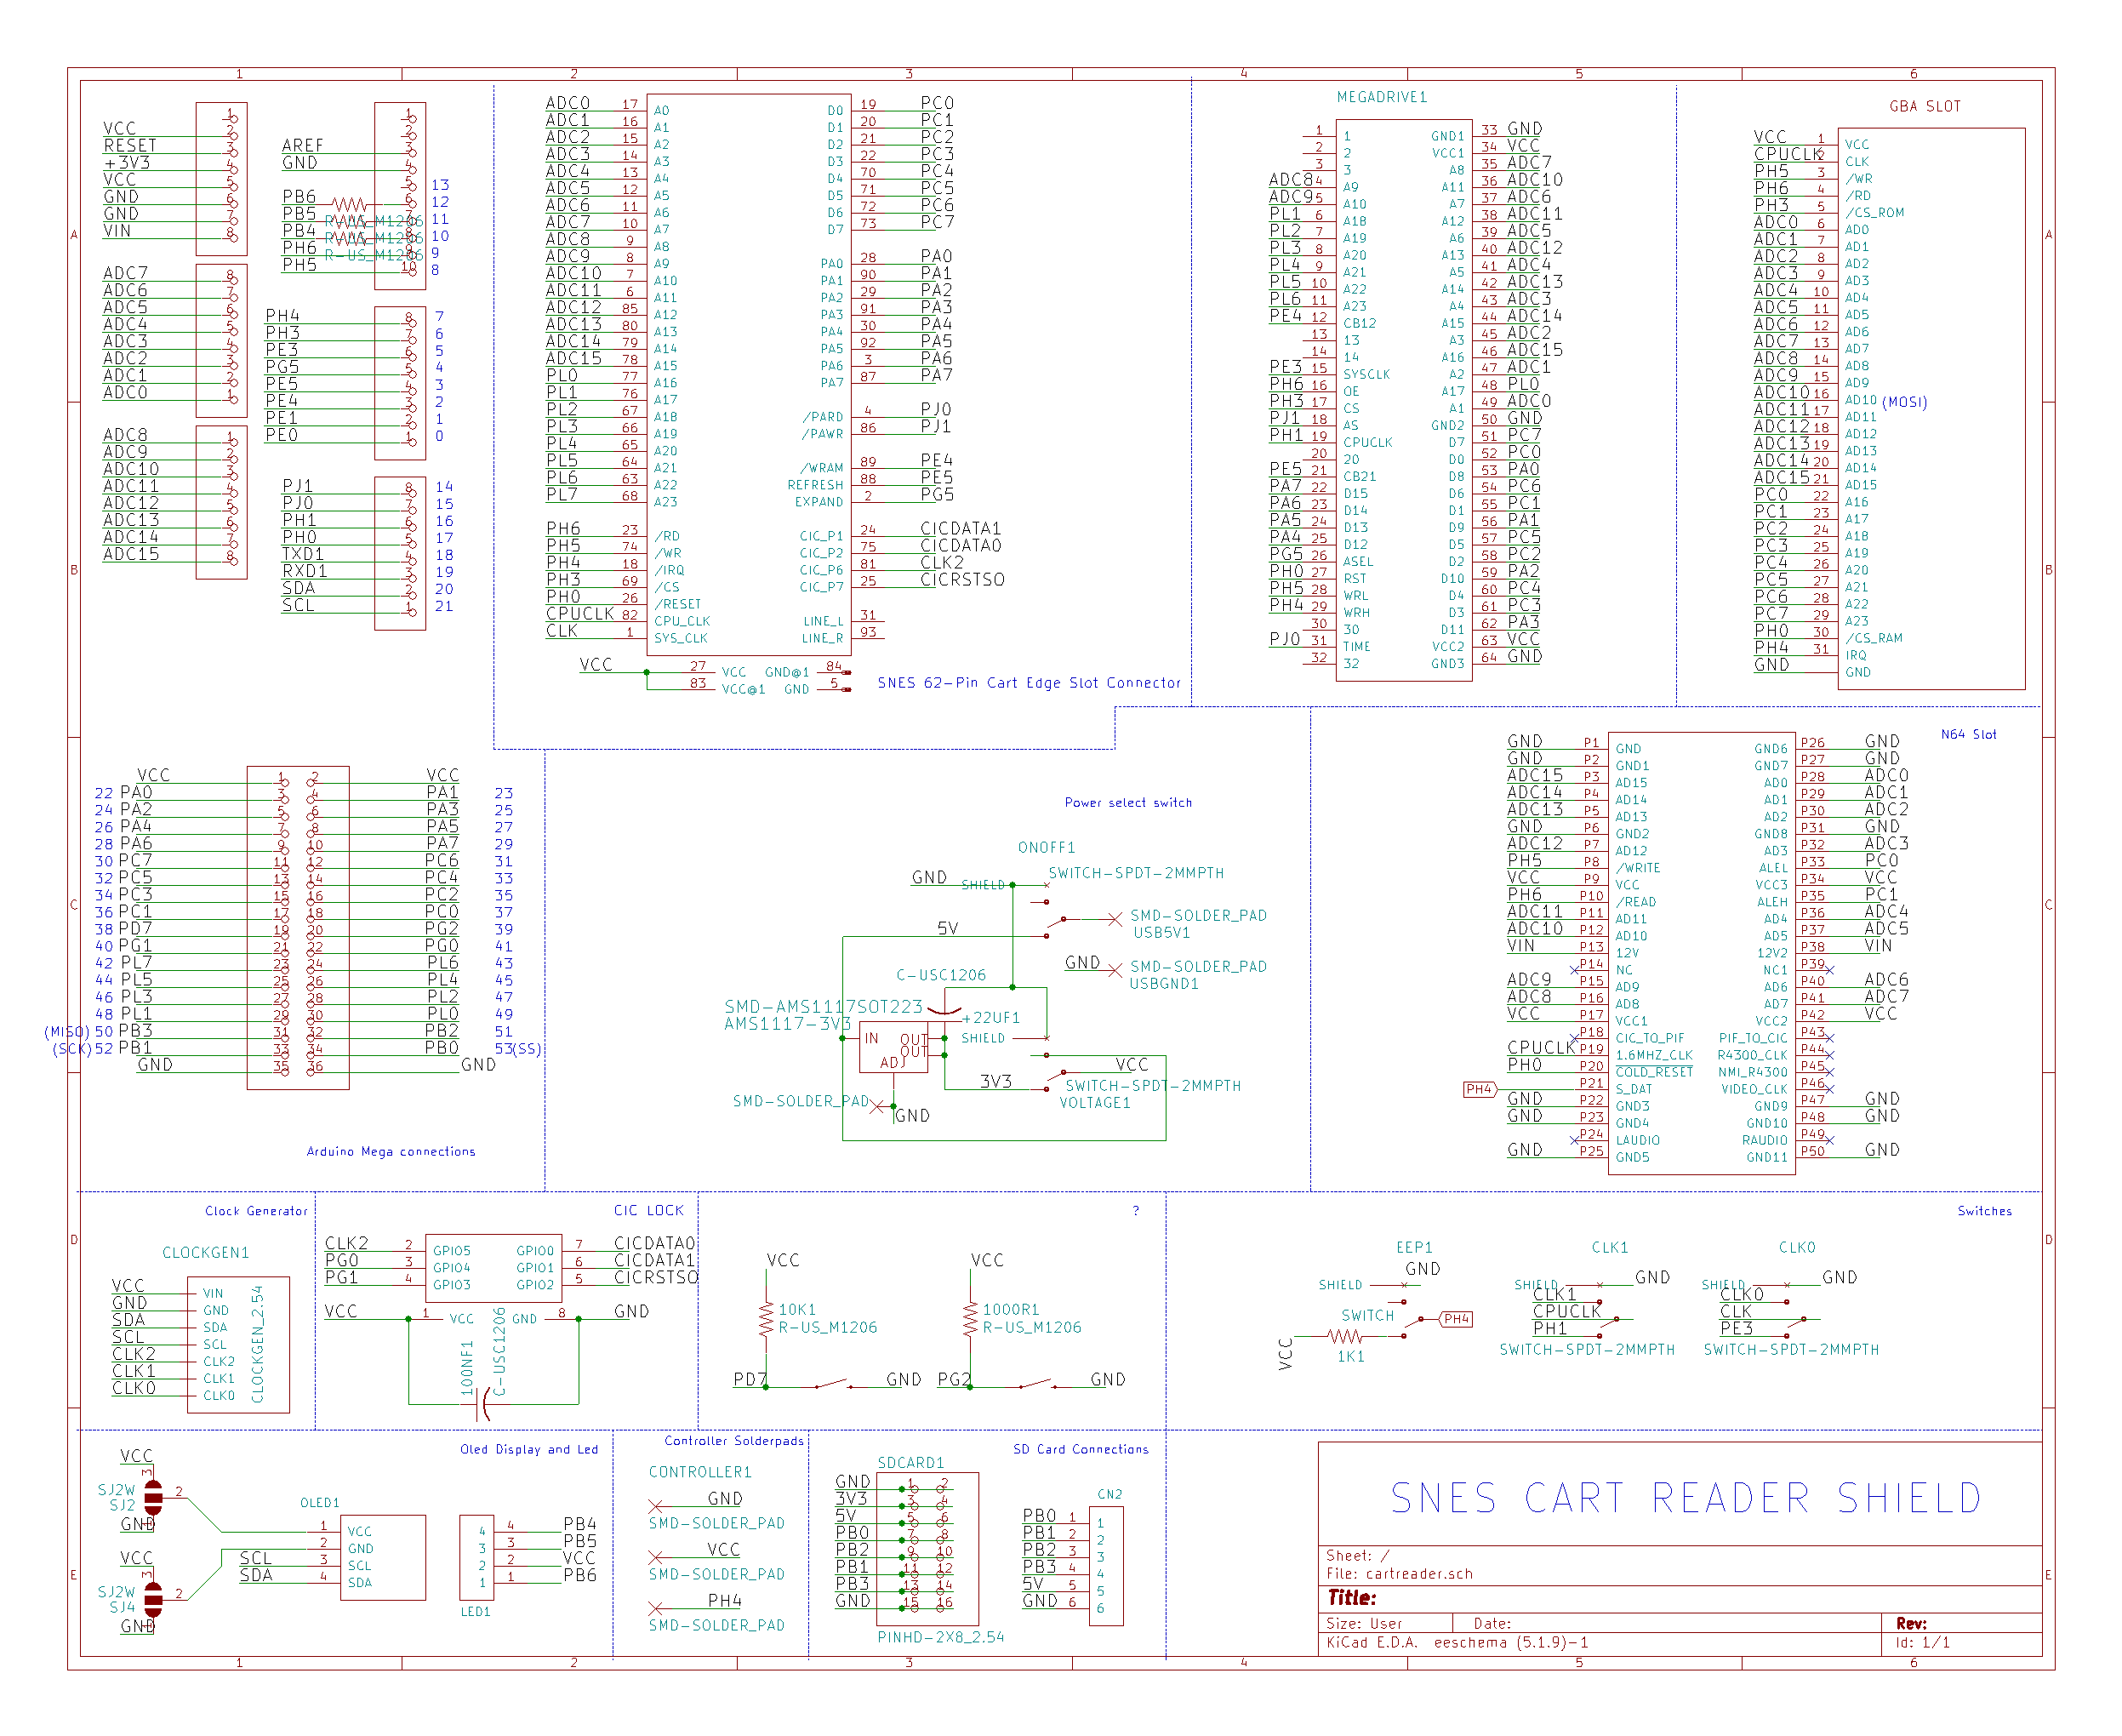 1 2 3 4 5 6
A B C D E
VCC 2
RESET 3
+3V3 4
VCC 5
GND 6
GND 7
VIN 8
AREF 3
GND 4
13
PB6 12
PB5 11
PB4 10
PH6 9
PH5 10 8
R-US_M1206
R-US_M1206
R-US_M1206
ADC7 8
ADC6 7
ADC5 6
ADC4 5
ADC3 4
ADC2 3
ADC1 2
ADC0 1
PH4 8 7
PH3 7 6
PE3 6 5
PG5 5 4
PE5 4 3
PE4 3 2
PE1 2 1
PE0 1 0
ADC8 1
ADC9 2
ADC10 3
ADC11 4
ADC12 5
ADC13 6
ADC14 7
ADC15 8
PJ1 8 14
PJ0 7 15
PH1 6 16
PH0 5 17
TXD1 4 18
RXD1 3 19
SDA 2 20
SCL 1 21
ADC0 17 A0 D0 19 PC0
ADC1 16 A1 D1 20 PC1
ADC2 15 A2 D2 21 PC2
ADC3 14 A3 D3 22 PC3
ADC4 13 A4 D4 70 PC4
ADC5 12 A5 D5 71 PC5
ADC6 11 A6 D6 72 PC6
ADC7 10 A7 D7 73 PC7
ADC8 9 A8
ADC9 8 A9 PA0 28 PA0
ADC10 7 A10 PA1 90 PA1
ADC11 6 A11 PA2 29 PA2
ADC12 85 A12 PA3 91 PA3
ADC13 80 A13 PA4 30 PA4
ADC14 79 A14 PA5 92 PA5
ADC15 78 A15 PA6 3 PA6
PL0 77 A16 PA7 87 PA7
PL1 76 A17
PL2 67 A18 /PARD 4 PJ0
PL3 66 A19 /PAWR 86 PJ1
PL4 65 A20
PL5 64 A21 /WRAM 89 PE4
PL6 63 A22 REFRESH 88 PE5
PL7 68 A23 EXPAND 2 PG5
PH6 23 /RD CIC_P1 24 CICDATA1
PH5 74 /WR CIC_P2 75 CICDATA0
PH4 18 /IRQ CIC_P6 81 CLK2
PH3 69 /CS CIC_P7 25 CICRSTSO
PH0 26 /RESET
CPUCLK 82 CPU_CLK LINE_L 31
CLK 1 SYS_CLK LINE_R 93
VCC 27 VCC GND@1 84
83 VCC@1 GND 5
SNES 62-Pin Cart Edge Slot Connector
MEGADRIVE1
1 1 GND1 33 GND
2 2 VCC1 34 VCC
3 3 A8 35 ADC7
ADC8 4 A9 A11 36 ADC10
ADC9 5 A10 A7 37 ADC6
PL1 6 A18 A12 38 ADC11
PL2 7 A19 A6 39 ADC5
PL3 8 A20 A13 40 ADC12
PL4 9 A21 A5 41 ADC4
PL5 10 A22 A14 42 ADC13
PL6 11 A23 A4 43 ADC3
PE4 12 CB12 A15 44 ADC14
13 13 A3 45 ADC2
14 14 A16 46 ADC15
PE3 15 SYSCLK A2 47 ADC1
PH6 16 OE A17 48 PL0
PH3 17 CS A1 49 ADC0
PJ1 18 AS GND2 50 GND
PH1 19 CPUCLK D7 51 PC7
20 20 D0 52 PC0
PE5 21 CB21 D8 53 PA0
PA7 22 D15 D6 54 PC6
PA6 23 D14 D1 55 PC1
PA5 24 D13 D9 56 PA1
PA4 25 D12 D5 57 PC5
PG5 26 ASEL D2 58 PC2
PH0 27 RST D10 59 PA2
PH5 28 WRL D4 60 PC4
PH4 29 WRH D3 61 PC3
30 30 D11 62 PA3
PJ0 31 TIME VCC2 63 VCC
32 32 GND3 64 GND
GBA SLOT
VCC 1 VCC
CPUCLK 2 CLK
PH5 3 /WR
PH6 4 /RD
PH3 5 /CS_ROM
ADC0 6 AD0
ADC1 7 AD1
ADC2 8 AD2
ADC3 9 AD3
ADC4 10 AD4
ADC5 11 AD5
ADC6 12 AD6
ADC7 13 AD7
ADC8 14 AD8
ADC9 15 AD9
ADC10 16 AD10 (MOSI)
ADC11 17 AD11
ADC12 18 AD12
ADC13 19 AD13
ADC14 20 AD14
ADC15 21 AD15
PC0 22 A16
PC1 23 A17
PC2 24 A18
PC3 25 A19
PC4 26 A20
PC5 27 A21
PC6 28 A22
PC7 29 A23
PH0 30 /CS_RAM
PH4 31 IRQ
GND GND
VCC 1 2 VCC
22 PA0 3 4 PA1 23
24 PA2 5 6 PA3 25
26 PA4 7 8 PA5 27
28 PA6 9 10 PA7 29
30 PC7 11 12 PC6 31
32 PC5 13 14 PC4 33
34 PC3 15 16 PC2 35
36 PC1 17 18 PC0 37
38 PD7 19 20 PG2 39
40 PG1 21 22 PG0 41
42 PL7 23 24 PL6 43
44 PL5 25 26 PL4 45
46 PL3 27 28 PL2 47
48 PL1 29 30 PL0 49
(MISO) 50 PB3 31 32 PB2 51
(SCK) 52 PB1 33 34 PB0 53 (SS)
GND 35 36 GND
Arduino Mega connections
Power select switch
ONOFF1
GND SHIELD SWITCH-SPDT-2MMPTH
SMD-SOLDER_PAD
5V USB5V1
GND SMD-SOLDER_PAD
C-USC1206 USBGND1
SMD-AMS1117SOT223
AMS1117-3V3 +22UF1
IN OUT SHIELD
OUT
ADJ VCC
3V3 SWITCH-SPDT-2MMPTH
SMD-SOLDER_PAD VOLTAGE1
GND
N64 Slot
GND P1 GND GND6 P26 GND
GND P2 GND1 GND7 P27 GND
ADC15 P3 AD15 AD0 P28 ADC0
ADC14 P4 AD14 AD1 P29 ADC1
ADC13 P5 AD13 AD2 P30 ADC2
GND P6 GND2 GND8 P31 GND
ADC12 P7 AD12 AD3 P32 ADC3
PH5 P8 /WRITE ALEL P33 PC0
VCC P9 VCC VCC3 P34 VCC
PH6 P10 /READ ALEH P35 PC1
ADC11 P11 AD11 AD4 P36 ADC4
ADC10 P12 AD10 AD5 P37 ADC5
VIN P13 12V 12V2 P38 VIN
P14 NC NC1 P39
ADC9 P15 AD9 AD6 P40 ADC6
ADC8 P16 AD8 AD7 P41 ADC7
VCC P17 VCC1 VCC2 P42 VCC
P18 CIC_TO_PIF PIF_TO_CIC P43
CPUCLK P19 1.6MHZ_CLK R4300_CLK P44
PH0 P20 COLD_RESET NMI_R4300 P45
PH4 P21 S_DAT VIDEO_CLK P46
GND P22 GND3 GND9 P47 GND
GND P23 GND4 GND10 P48 GND
P24 LAUDIO RAUDIO P49
GND P25 GND5 GND11 P50 GND
Clock Generator
CLOCKGEN1
VCC VIN
GND GND
SDA SDA
SCL SCL
CLK2 CLK2
CLK1 CLK1
CLK0 CLK0
CLOCKGEN_2.54
CIC LOCK
CLK2 2 GPIO5 GPIO0 7 CICDATA0
PG0 3 GPIO4 GPIO1 6 CICDATA1
PG1 4 GPIO3 GPIO2 5 CICRSTSO
VCC 1 VCC GND 8 GND
100NF1
C-USC1206
?
VCC VCC
10K1 1000R1
R-US_M1206 R-US_M1206
PD7 GND PG2 GND
Switches
EEP1 CLK1 CLK0
GND
SHIELD SHIELD GND SHIELD GND
CLK1 CLK0
SWITCH PH4 CPUCLK CLK
PH1 PE3
VCC 1K1 SWITCH-SPDT-2MMPTH SWITCH-SPDT-2MMPTH
Oled Display and Led
VCC
3
SJ2W 2
SJ2
1
GND
VCC
3
SJ2W 2
SJ4
1
GND
OLED1
1 VCC
2 GND
SCL 3 SCL
SDA 4 SDA
4 4 PB4
3 3 PB5
2 2 VCC
1 1 PB6
LED1
Controller Solderpads
CONTROLLER1
GND
SMD-SOLDER_PAD
VCC
SMD-SOLDER_PAD
PH4
SMD-SOLDER_PAD
SD Card Connections
SDCARD1
GND 1 2
3V3 3 4
5V 5 6
PB0 7 8
PB2 9 10
PB1 11 12
PB3 13 14
GND 15 16
PINHD-2X8_2.54
CN2
PB0 1 1
PB1 2 2
PB2 3 3
PB3 4 4
5V 5 5
GND 6 6
SNES CART READER SHIELD
Sheet: /
File: cartreader.sch
Title:
Size: User Date: Rev:
KiCad E.D.A. eeschema (5.1.9)-1 Id: 1/1
1 2 3 4 5 6